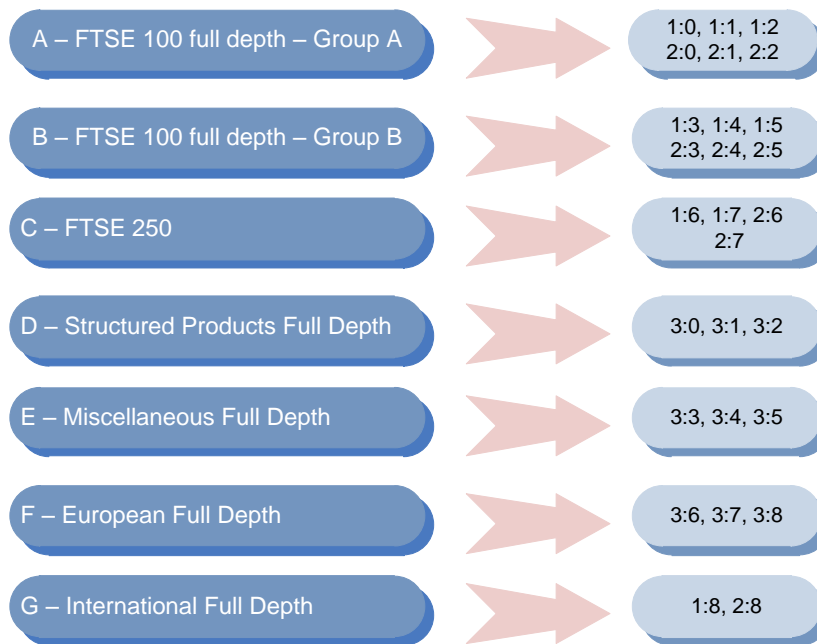 A – FTSE 100 full depth – Group A
1:0, 1:1, 1:2
2:0, 2:1, 2:2
B – FTSE 100 full depth – Group B
1:3, 1:4, 1:5
2:3, 2:4, 2:5
C – FTSE 250
1:6, 1:7, 2:6
2:7
D – Structured Products Full Depth
3:0, 3:1, 3:2
E – Miscellaneous Full Depth
3:3, 3:4, 3:5
F – European Full Depth
3:6, 3:7, 3:8
G – International Full Depth
1:8, 2:8